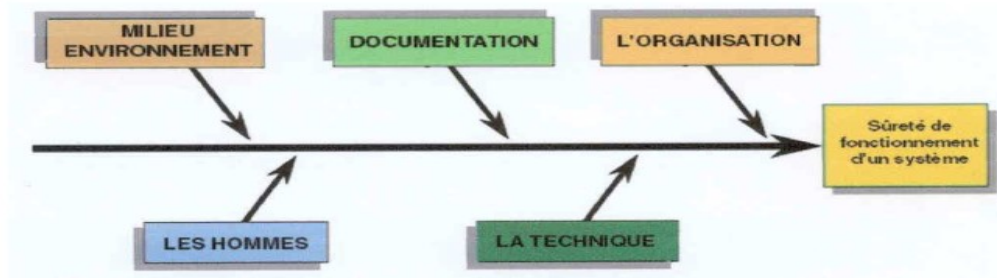 MILIEU
ENVIRONNEMENT
DOCUMENTATION
L'ORGANISATION
Sûreté de
fonctionnement
d'un système
LES HOMMES
LA TECHNIQUE